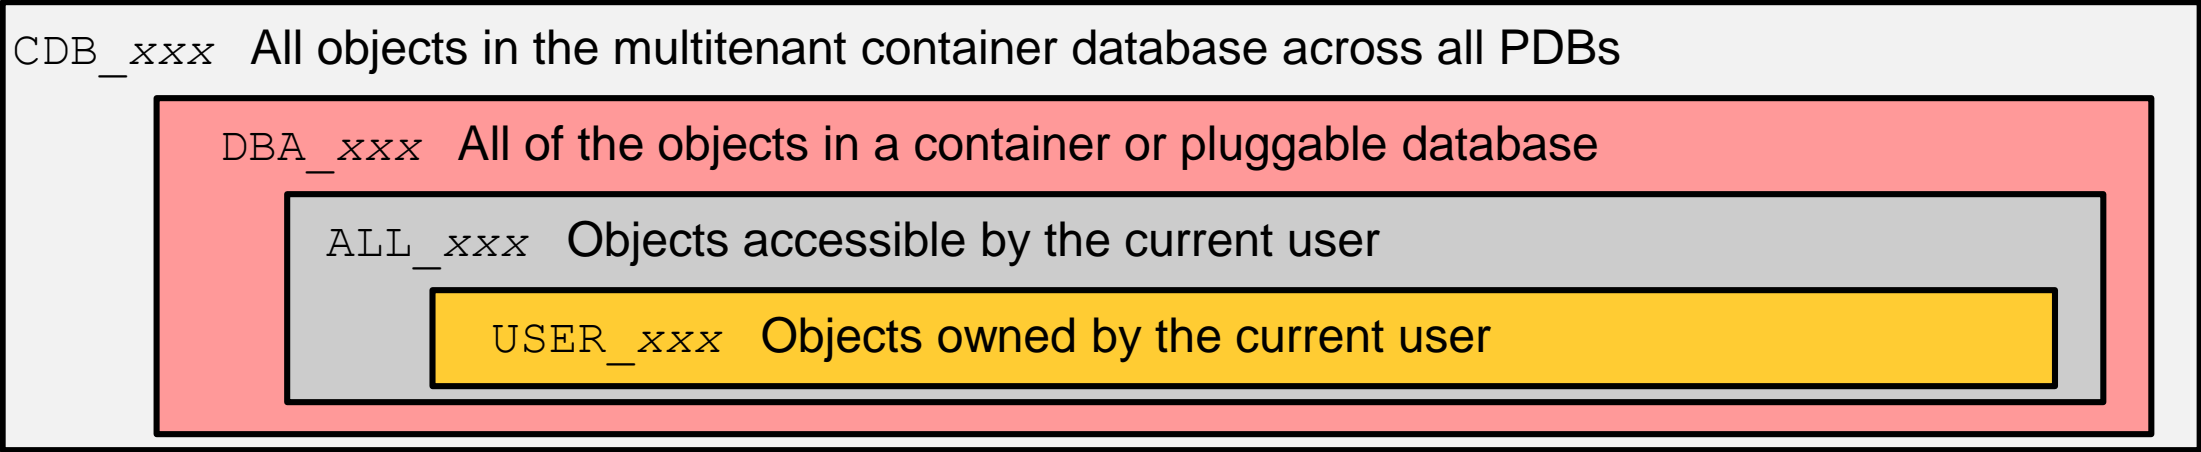 CDB_xxx All objects in the multitenant container database across all PDBs
DBA_xxx All of the objects in a container or pluggable database
ALL_xxx Objects accessible by the current user
USER_xxx Objects owned by the current user